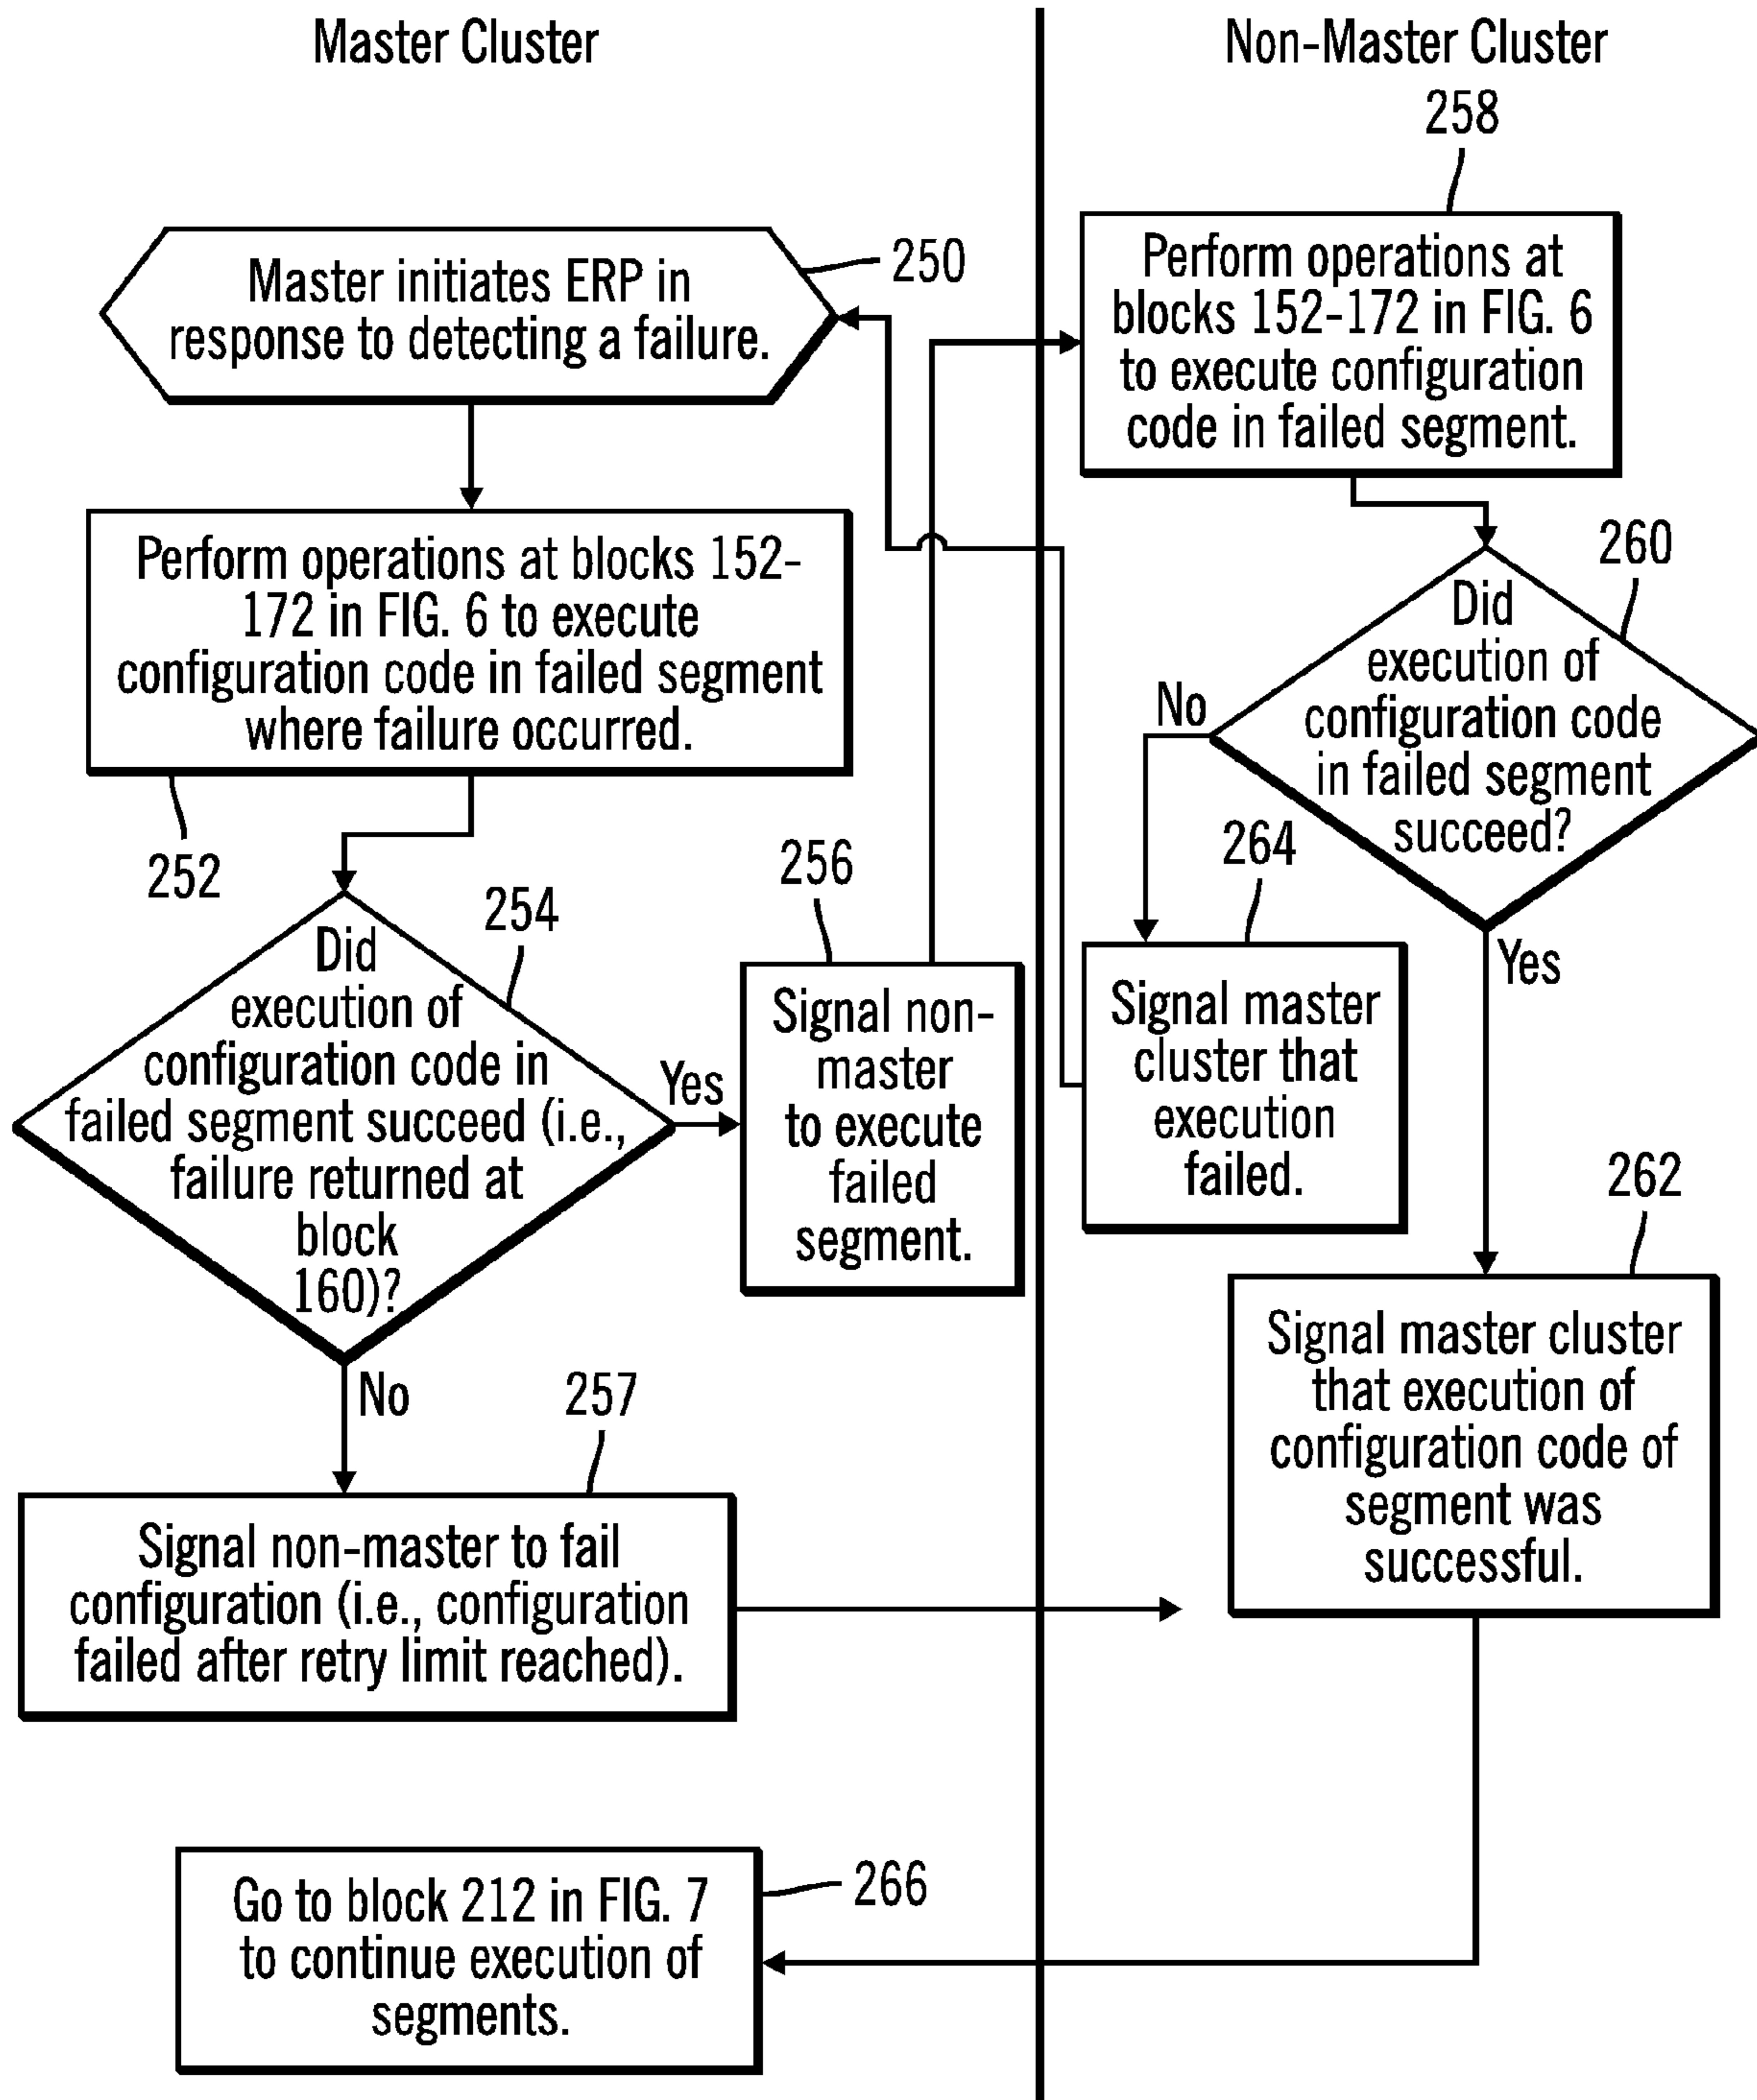 Master Cluster
Non-Master Cluster
258
250
Master initiates ERP in
response to detecting a failure.
Perform operations at
blocks 152-172 in FIG. 6
to execute configuration
code in failed segment.
Perform operations at blocks 152-
172 in FIG. 6 to execute
configuration code in failed segment
where failure occurred.
252
260
Did
execution of
configuration code
in failed segment
succeed?
No
Yes
254
Did
execution of
configuration code in
failed segment succeed (i.e.,
failure returned at
block
160)?
Yes
No
256
Signal non-
master
to execute
failed
segment.
264
Signal master
cluster that
execution
failed.
262
Signal master cluster
that execution of
configuration code of
segment was
successful.
257
Signal non-master to fail
configuration (i.e., configuration
failed after retry limit reached).
266
Go to block 212 in FIG. 7
to continue execution of
segments.